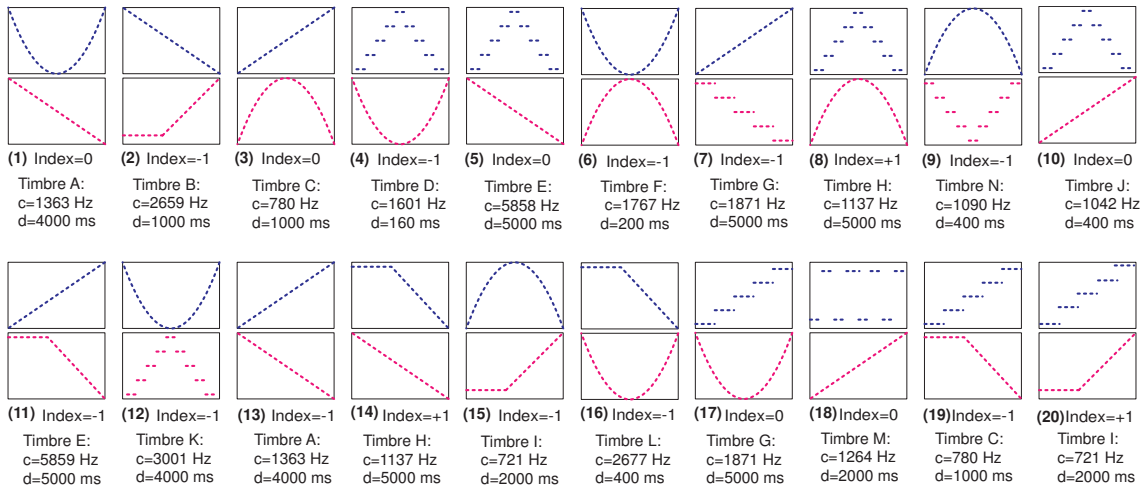 (1) Index=0 (2) Index=-1 (3) Index=0 (4) Index=-1 (5) Index=0 (6) Index=-1 (7) Index=-1 (8) Index=+1 (9) Index=-1 (10) Index=0
Timbre A: Timbre B: Timbre C: Timbre D: Timbre E: Timbre F: Timbre G: Timbre H: Timbre N: Timbre J:
c=1363 Hz c=2659 Hz c=780 Hz c=1601 Hz c=5858 Hz c=1767 Hz c=1871 Hz c=1137 Hz c=1090 Hz c=1042 Hz
d=4000 ms d=1000 ms d=1000 ms d=160 ms d=5000 ms d=200 ms d=5000 ms d=5000 ms d=400 ms d=400 ms
(11) Index=-1 (12) Index=-1 (13) Index=-1 (14) Index=+1 (15) Index=-1 (16) Index=-1 (17) Index=0 (18) Index=0 (19) Index=-1 (20) Index=+1
Timbre E: Timbre K: Timbre A: Timbre H: Timbre I: Timbre L: Timbre G: Timbre M: Timbre C: Timbre I:
c=5859 Hz c=3001 Hz c=1363 Hz c=1137 Hz c=721 Hz c=2677 Hz c=1871 Hz c=1264 Hz c=780 Hz c=721 Hz
d=5000 ms d=4000 ms d=4000 ms d=5000 ms d=2000 ms d=400 ms d=5000 ms d=2000 ms d=1000 ms d=2000 ms